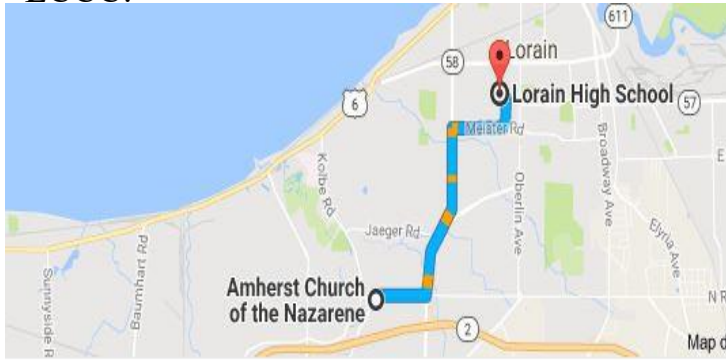 611
58
Lorain
Lorain High School
57
6
Meister Rd
Kolbe Rd
Oberlin Ave
Broadway Ave
E
Jaeger Rd
Elyria Ave
Sunnyside R
Baumhart Rd
Amherst Church
of the Nazarene
N R
2
Map d